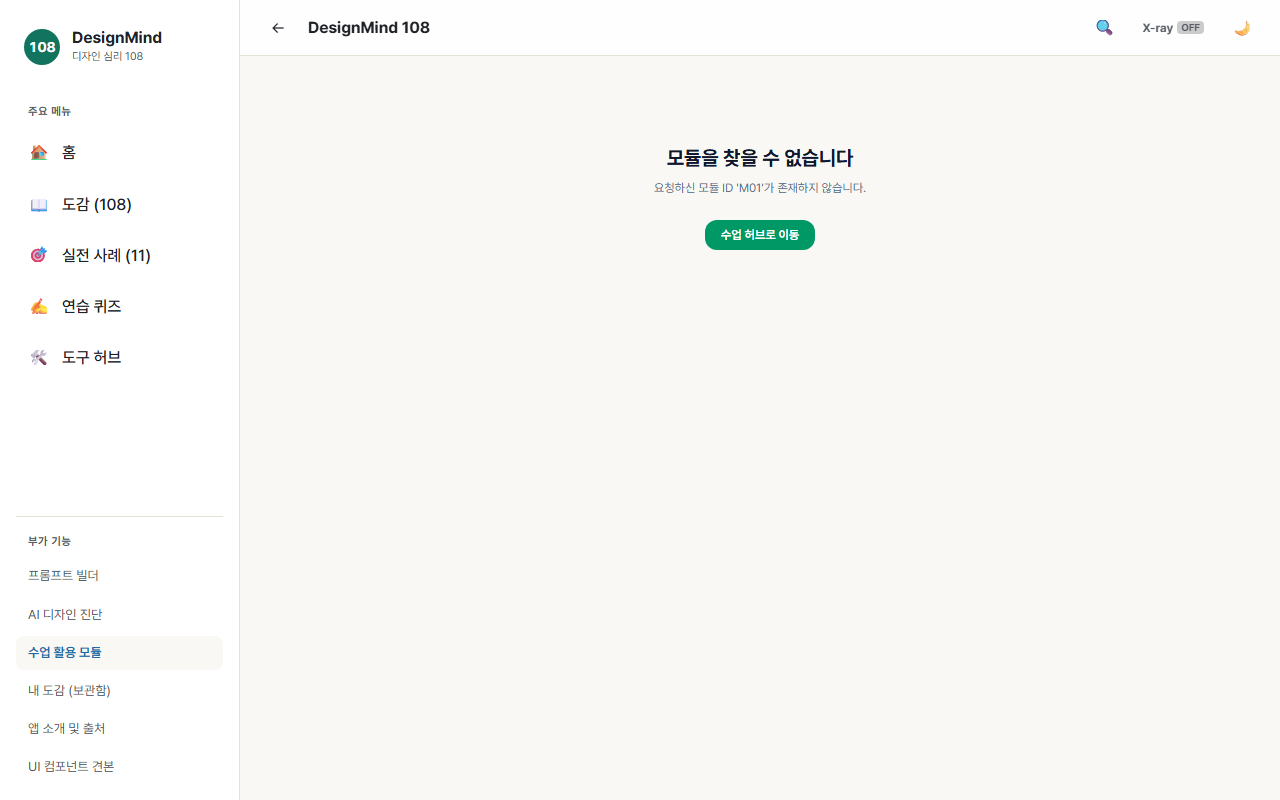 108
DesignMind
디자인 심리 108
주요 메뉴
홈
도감 (108)
실전 사례 (11)
연습 퀴즈
도구 허브
부가 기능
프롬프트 빌더
AI 디자인 진단
수업 활용 모듈
내 도감 (보관함)
앱 소개 및 출처
UI 컴포넌트 견본
← DesignMind 108
X-ray OFF
모듈을 찾을 수 없습니다
요청하신 모듈 ID 'M01'가 존재하지 않습니다.
수업 허브로 이동